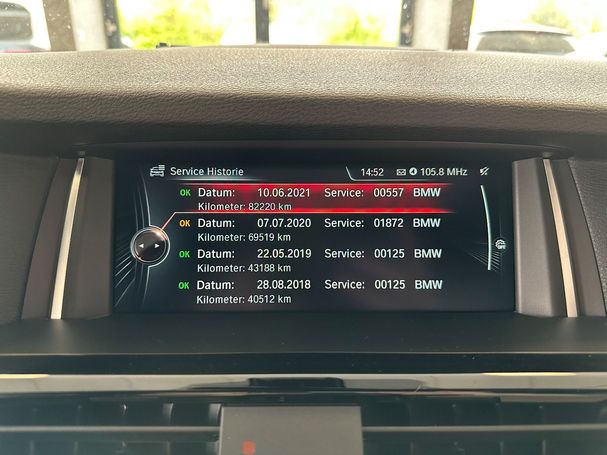 Service Historie 14:52 4 105.8 MHz
OK Datum: 10.06.2021 Service: 00557 BMW
Kilometer: 82220 km
OK Datum: 07.07.2020 Service: 01872 BMW
Kilometer: 69519 km
OK Datum: 22.05.2019 Service: 00125 BMW
Kilometer: 43188 km
OK Datum: 28.08.2018 Service: 00125 BMW
Kilometer: 40512 km